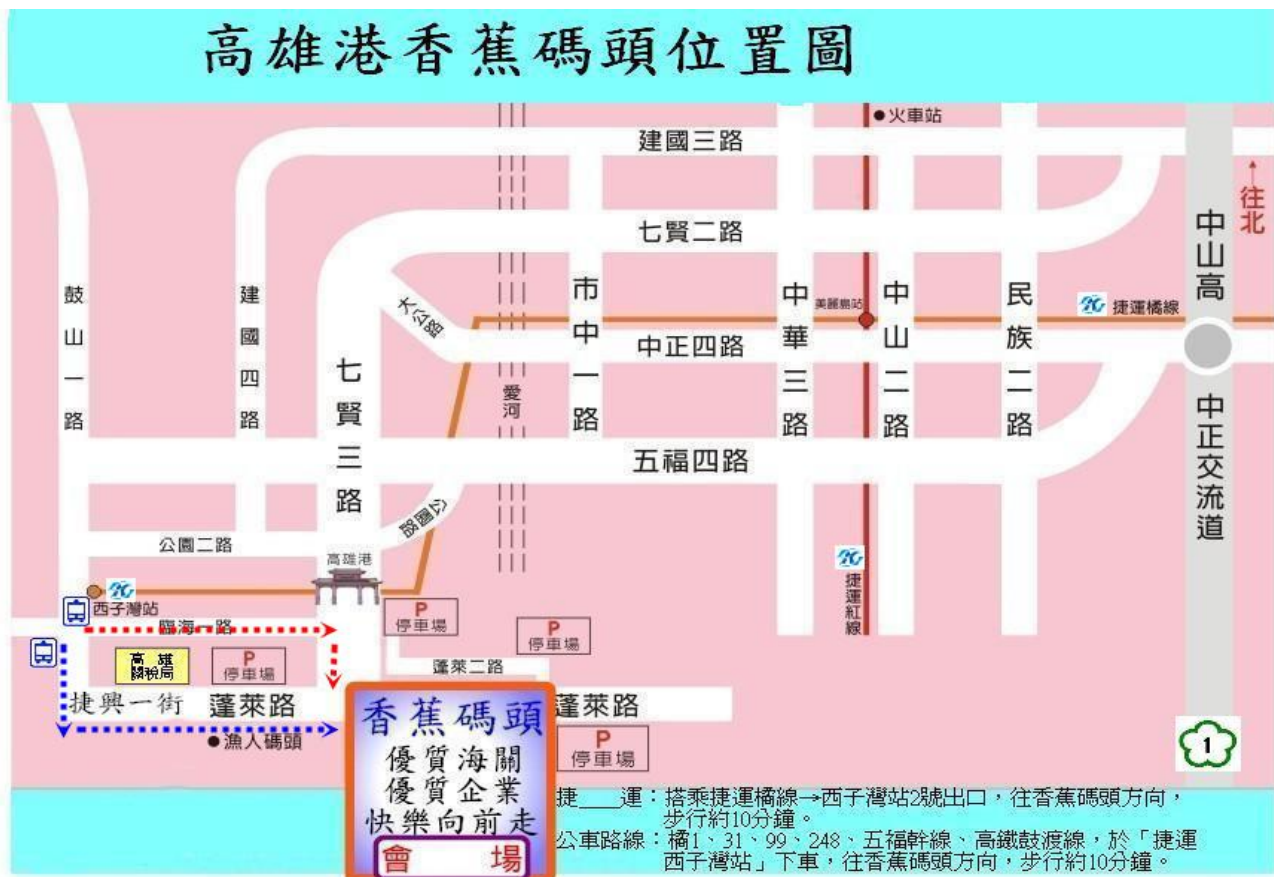 高雄港香蕉碼頭位置圖
火車站
建國三路
往北
七賢二路
中山高
鼓山一路
建國四路
大公路
市中一路
中華三路
美麗島站
中山二路
民族二路
捷運橘線
中正四路
七賢三路
愛河
中正交流道
五福四路
公園路
公園二路
高雄港
捷運紅線
西子灣站
P
停車場
臨海一路
P
停車場
高雄
關稅局
P
停車場
蓬萊二路
捷興一街
蓬萊路
香蕉碼頭
蓬萊路
漁人碼頭
優質海關
優質企業
快樂向前走
會 場
P
停車場
1
捷__運：搭乘捷運橘線→西子灣站2號出口，往香蕉碼頭方向，
步行約10分鐘。
公車路線：橘1、31、99、248、五福幹線、高鐵鼓渡線，於「捷運
西子灣站」下車，往香蕉碼頭方向，步行約10分鐘。